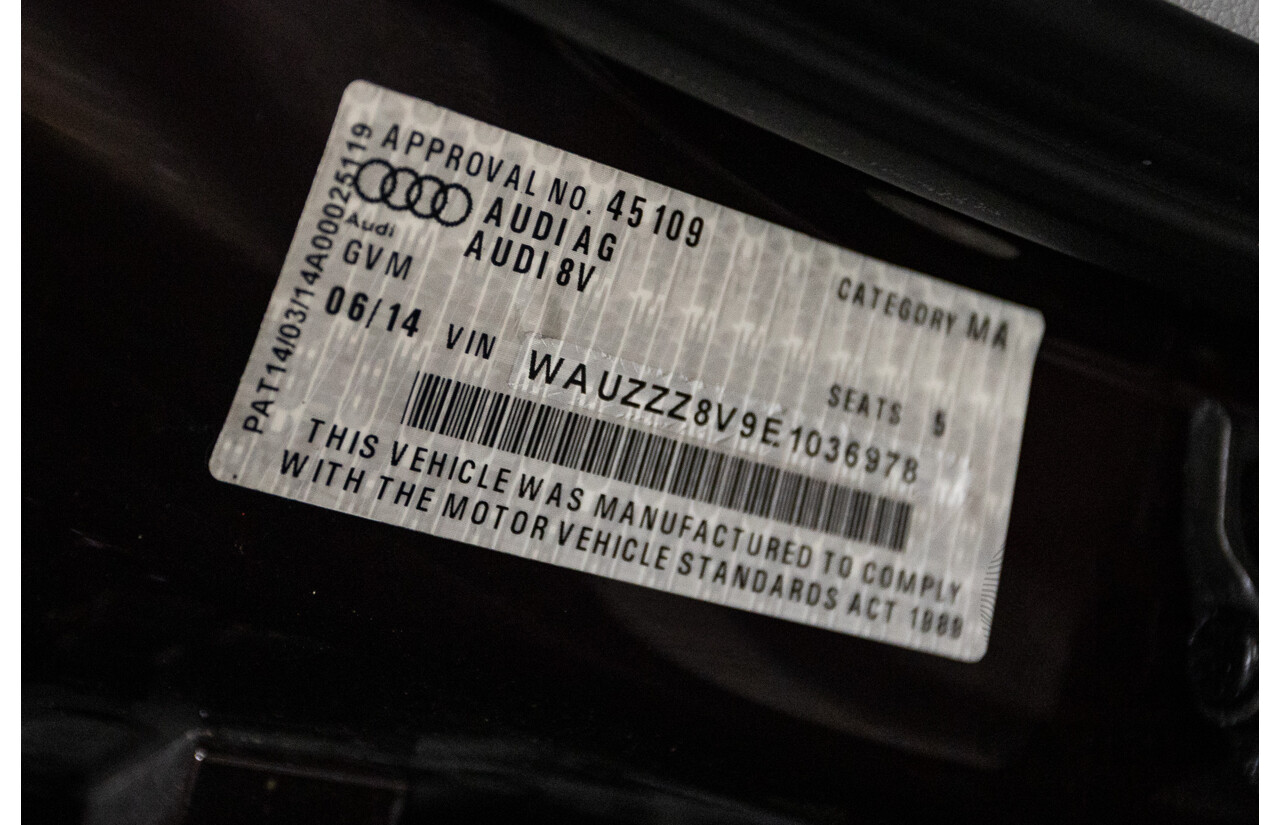 APPROVAL NO. 45109
Audi
AUDI AG
AUDI 8V
CATEGORY MA
GVM
06/14 VIN WAUZZZ8V9E1036978
SEATS 5
THIS VEHICLE WAS MANUFACTURED TO COMPLY
WITH THE MOTOR VEHICLE STANDARDS ACT 1989
PAT14/03/14A00025119